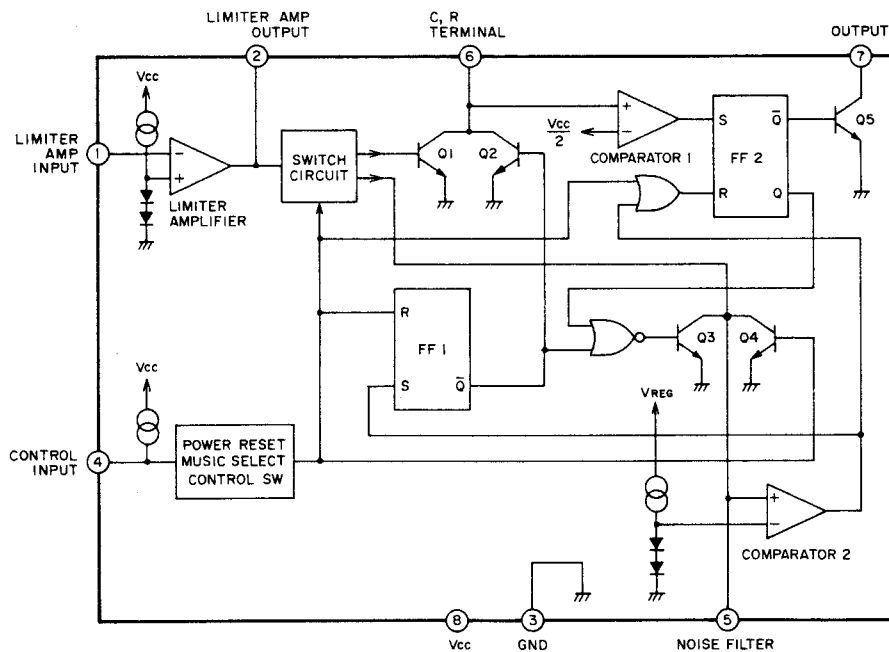 LIMITER AMP
OUTPUT
2
C, R
TERMINAL
6
OUTPUT
7
Vcc
LIMITER
AMP
INPUT
1
−
+
LIMITER
AMPLIFIER
SWITCH
CIRCUIT
Q1
Q2
Vcc
2
+
−
COMPARATOR 1
S
Q̄
FF 2
R
Q
Q5
R
FF 1
S
Q̄
Q3
Q4
Vcc
CONTROL
INPUT
4
POWER RESET
MUSIC SELECT
CONTROL SW
VREG
+
−
COMPARATOR 2
8
Vcc
3
GND
5
NOISE FILTER